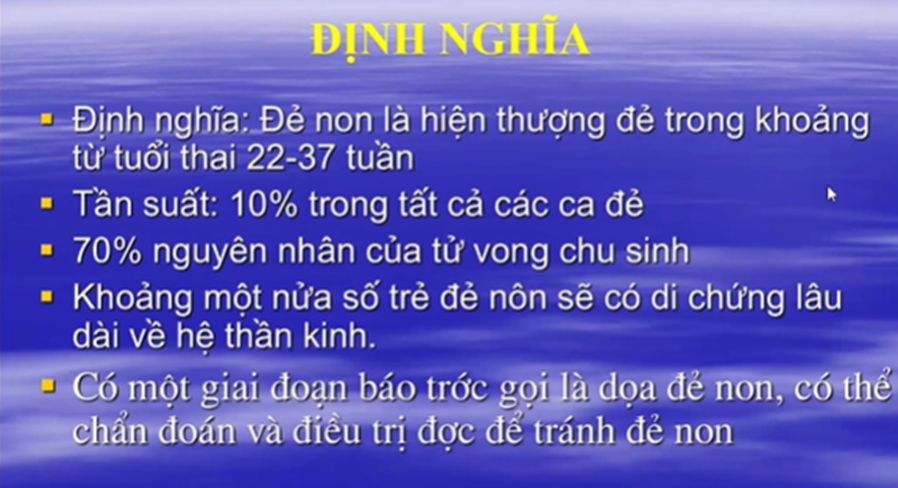 ĐỊNH NGHĨA
Định nghĩa: Đẻ non là hiện thượng đẻ trong khoảng
từ tuổi thai 22-37 tuần
Tần suất: 10% trong tất cả các ca đẻ
70% nguyên nhân của tử vong chu sinh
Khoảng một nửa số trẻ đẻ nôn sẽ có di chứng lâu
dài về hệ thần kinh.
Có một giai đoạn báo trớc gọi là dọa đẻ non, có thể
chẩn đoán và điều trị đợc để tránh đẻ non